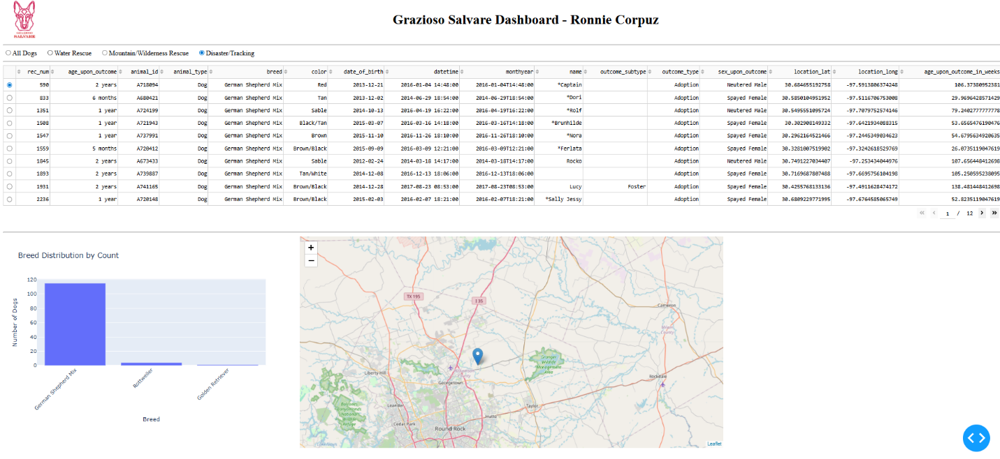 SALVARE
Grazioso Salvare Dashboard - Ronnie Corpuz
All Dogs Water Rescue Mountain/Wilderness Rescue Disaster/Tracking
rec_num age_upon_outcome animal_id animal_type breed color date_of_birth datetime monthyear name outcome_subtype outcome_type sex_upon_outcome location_lat location_long age_upon_outcome_in_weeks
590 2 years A718094 Dog German Shepherd Mix Red 2013-12-21 2016-01-04 14:48:00 2016-01-04T14:48:00 *Captain Adoption Neutered Male 30.684655192758 -97.5913806374248 106.37380952381
833 6 months A680421 Dog German Shepherd Mix Tan 2013-12-02 2014-06-29 18:54:00 2014-06-29T18:54:00 *Dori Adoption Spayed Female 30.5850104951952 -97.5116706753008 29.9696428571429
1351 1 year A724199 Dog German Shepherd Mix Sable 2014-10-13 2016-04-19 16:22:00 2016-04-19T16:22:00 *Rolf Adoption Neutered Male 30.5495551095724 -97.7079752574146 79.2402777777778
1508 1 year A721943 Dog German Shepherd Mix Black/Tan 2015-03-07 2016-03-16 14:18:00 2016-03-16T14:18:00 *Brunhilde Adoption Spayed Female 30.302908149332 -97.6421934088315 53.6565476190476
1547 1 year A737991 Dog German Shepherd Mix Brown 2015-11-10 2016-11-26 18:10:00 2016-11-26T18:10:00 *Nora Adoption Spayed Female 30.2962164521466 -97.2445349034623 54.6795634920635
1559 5 months A720412 Dog German Shepherd Mix Brown/Black 2015-09-09 2016-03-09 12:21:00 2016-03-09T12:21:00 *Ferlata Adoption Spayed Female 30.3281007519902 -97.3242618529769 26.0735119047619
1845 2 years A673433 Dog German Shepherd Mix Sable 2012-02-24 2014-03-18 14:17:00 2014-03-18T14:17:00 Rocko Adoption Neutered Male 30.7491227034407 -97.253434044976 107.656448412698
1893 2 years A739887 Dog German Shepherd Mix Tan/White 2014-12-08 2016-12-13 18:06:00 2016-12-13T18:06:00 Adoption Spayed Female 30.7169687807488 -97.6695756104198 105.250595238095
1931 2 years A741165 Dog German Shepherd Mix Brown/Black 2014-12-28 2017-08-23 08:53:00 2017-08-23T08:53:00 Lucy Foster Adoption Spayed Female 30.4255768133136 -97.4911628474172 138.481448412698
2236 1 year A720148 Dog German Shepherd Mix Brown/Black 2015-02-03 2016-02-07 18:21:00 2016-02-07T18:21:00 *Sally Jessy Adoption Spayed Female 30.6809229771995 -97.6764585065749 52.8235119047619
« ‹ 1 / 12 › »
Breed Distribution by Count
120
100
80
60
40
20
0
Number of Dogs
German Shepherd Mix
Rottweiler
Golden Retriever
Breed
+
−
TX 195
I 35
Cameron
Milam
County
Granger
Wildlife
Management
Area
Liberty Hill
Georgetown
Rockdale
Balcones
Canyonlands
National
Wildlife
Refuge
Leander
Taylor
Cedar Park
Hutto
Round Rock
Leaflet